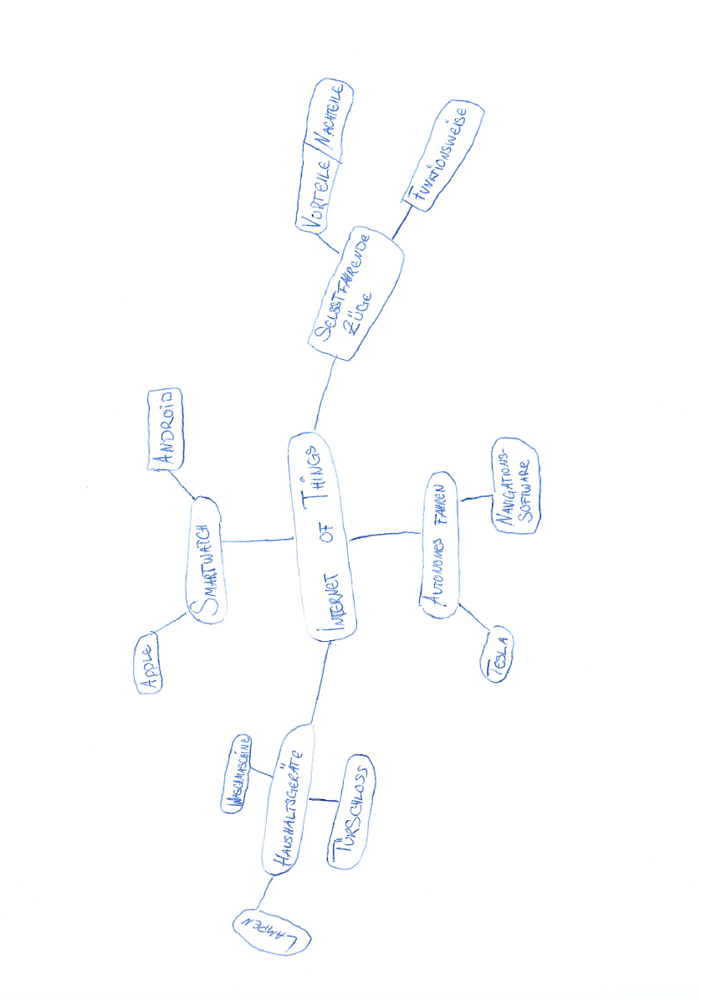 Internet of Things
Smartwatch
Apple
Android
Selbstfahrende
Züge
Vorteile/Nachteile
Funktionsweise
Autonomes Fahren
Tesla
Navigations-
software
Haushaltsgeräte
Waschmaschine
Türschloss
Lampen